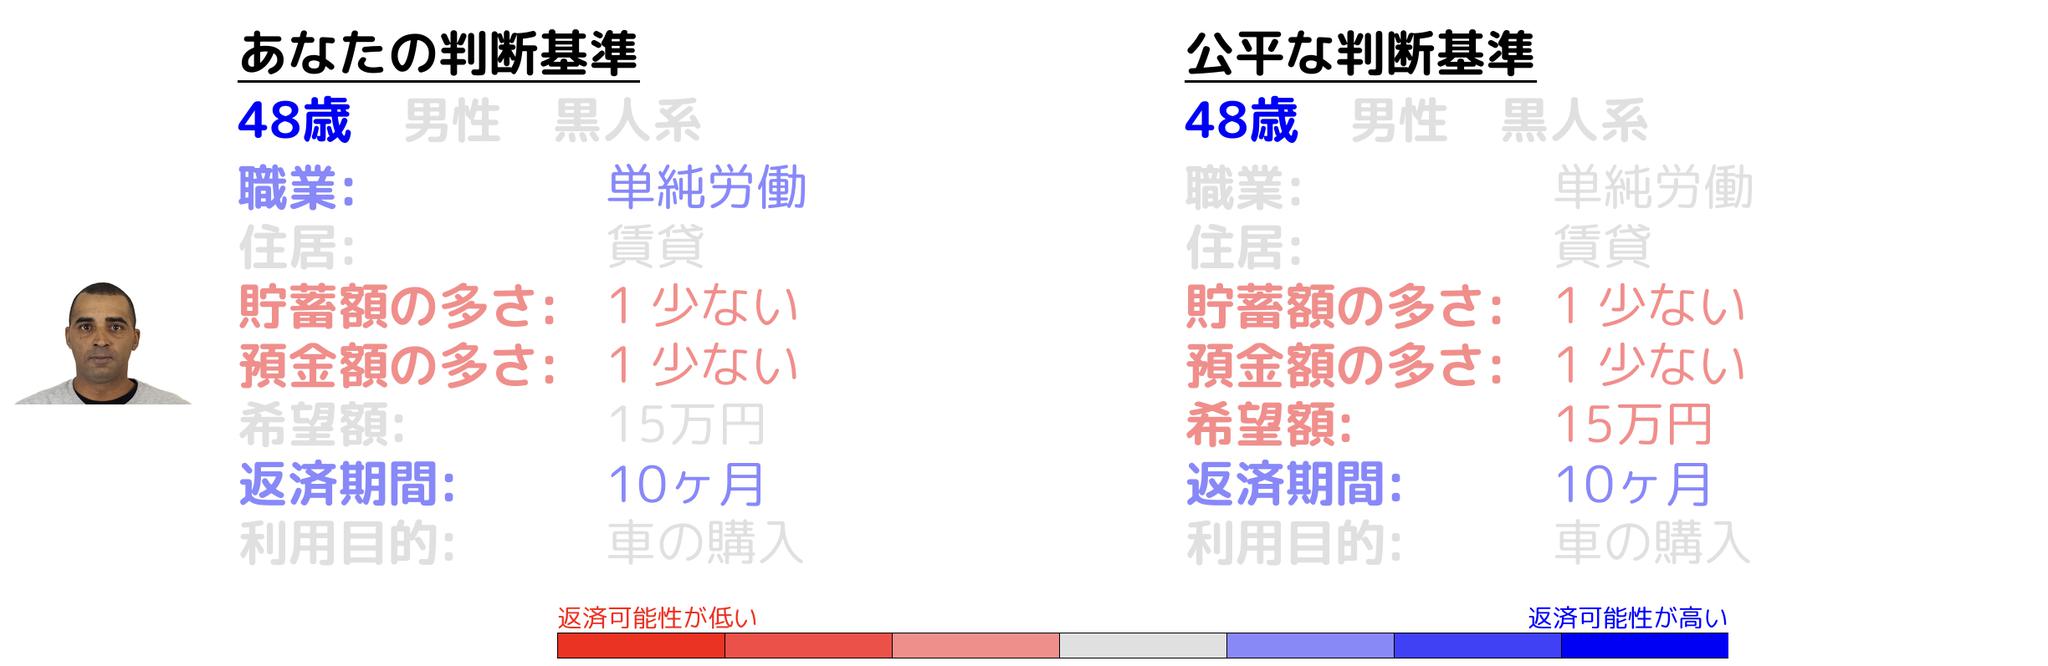 あなたの判断基準
48歳 男性 黒人系
職業: 単純労働
住居: 賃貸
貯蓄額の多さ: 1 少ない
預金額の多さ: 1 少ない
希望額: 15万円
返済期間: 10ヶ月
利用目的: 車の購入
公平な判断基準
48歳 男性 黒人系
職業: 単純労働
住居: 賃貸
貯蓄額の多さ: 1 少ない
預金額の多さ: 1 少ない
希望額: 15万円
返済期間: 10ヶ月
利用目的: 車の購入
返済可能性が低い
返済可能性が高い